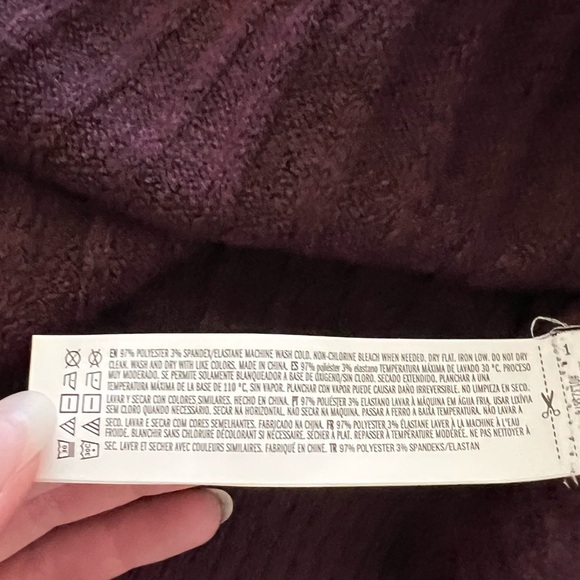 EN 97% POLYESTER 3% SPANDEX/ELASTANE MACHINE WASH COLD. NON-CHLORINE BLEACH WHEN NEEDED. DRY FLAT. IRON LOW. DO NOT DRY
CLEAN. WASH AND DRY WITH LIKE COLORS. MADE IN CHINA. ES 97% poliéster 3% elastano TEMPERATURA MÁXIMA DE LAVADO 30 °C. PROCESO
MUY MODERADO. SE PERMITE SOLAMENTE BLANQUEADOR A BASE DE OXÍGENO/SIN CLORO. SECADO EXTENDIDO. PLANCHAR A UNA
TEMPERATURA MÁXIMA DE LA BASE DE 110 °C, SIN VAPOR. PLANCHAR CON VAPOR PUEDE CAUSAR DAÑO IRREVERSIBLE. NO LIMPIEZA EN SECO.
LAVAR Y SECAR CON COLORES SIMILARES. HECHO EN CHINA. PT 97% POLIÉSTER 3% ELASTANO LAVAR À MÁQUINA EM ÁGUA FRIA. USAR LIXÍVIA
SEM CLORO QUANDO NECESSÁRIO. SECAR NA HORIZONTAL. NÃO SECAR NA MÁQUINA. PASSAR A FERRO A BAIXA TEMPERATURA. NÃO LAVAR A
SECO. LAVAR E SECAR COM CORES SEMELHANTES. FABRICADO NA CHINA. FR 97% POLYESTER 3% ÉLASTANE LAVER À LA MACHINE À L'EAU
FROIDE. BLANCHIR SANS CHLORURE DÉCOLORANT SI NÉCESSAIRE. SÉCHER À PLAT. REPASSER À TEMPÉRATURE MODÉRÉE. NE PAS NETTOYER À
SEC. LAVER ET SÉCHER AVEC COULEURS SIMILAIRES. FABRIQUÉ EN CHINE. TR 97% POLYESTER 3% SPANDEKS/ELASTAN
30
1